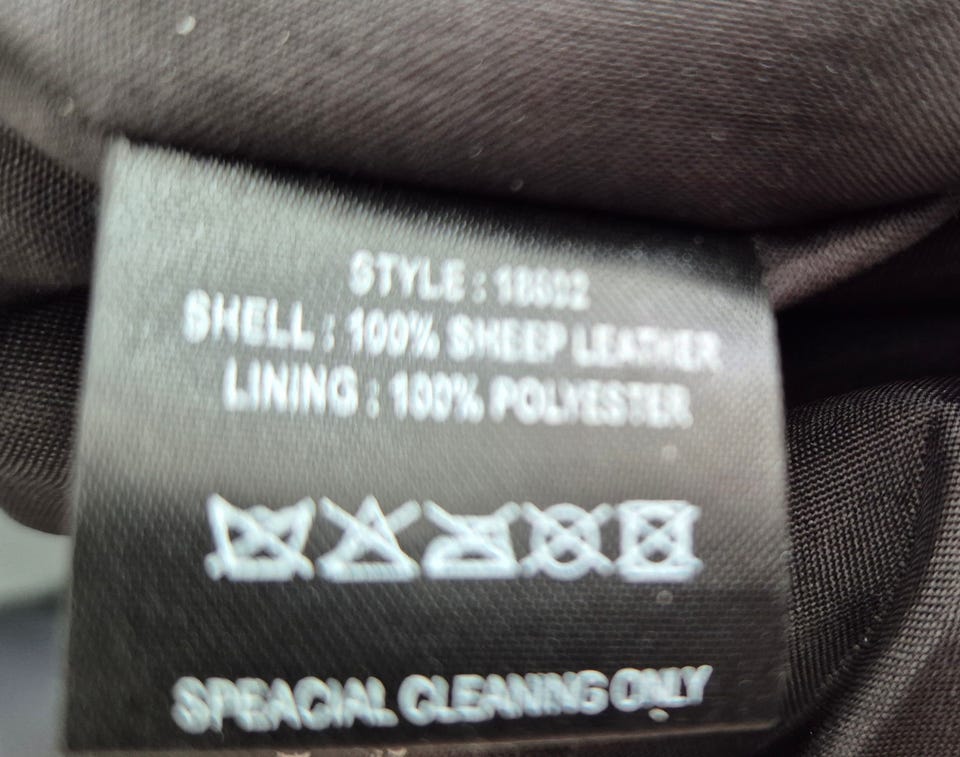 STYLE :
SHELL : 100% SHEEP LEATHER
LINING : 100% POLYESTER
SPEACIAL CLEANING ONLY